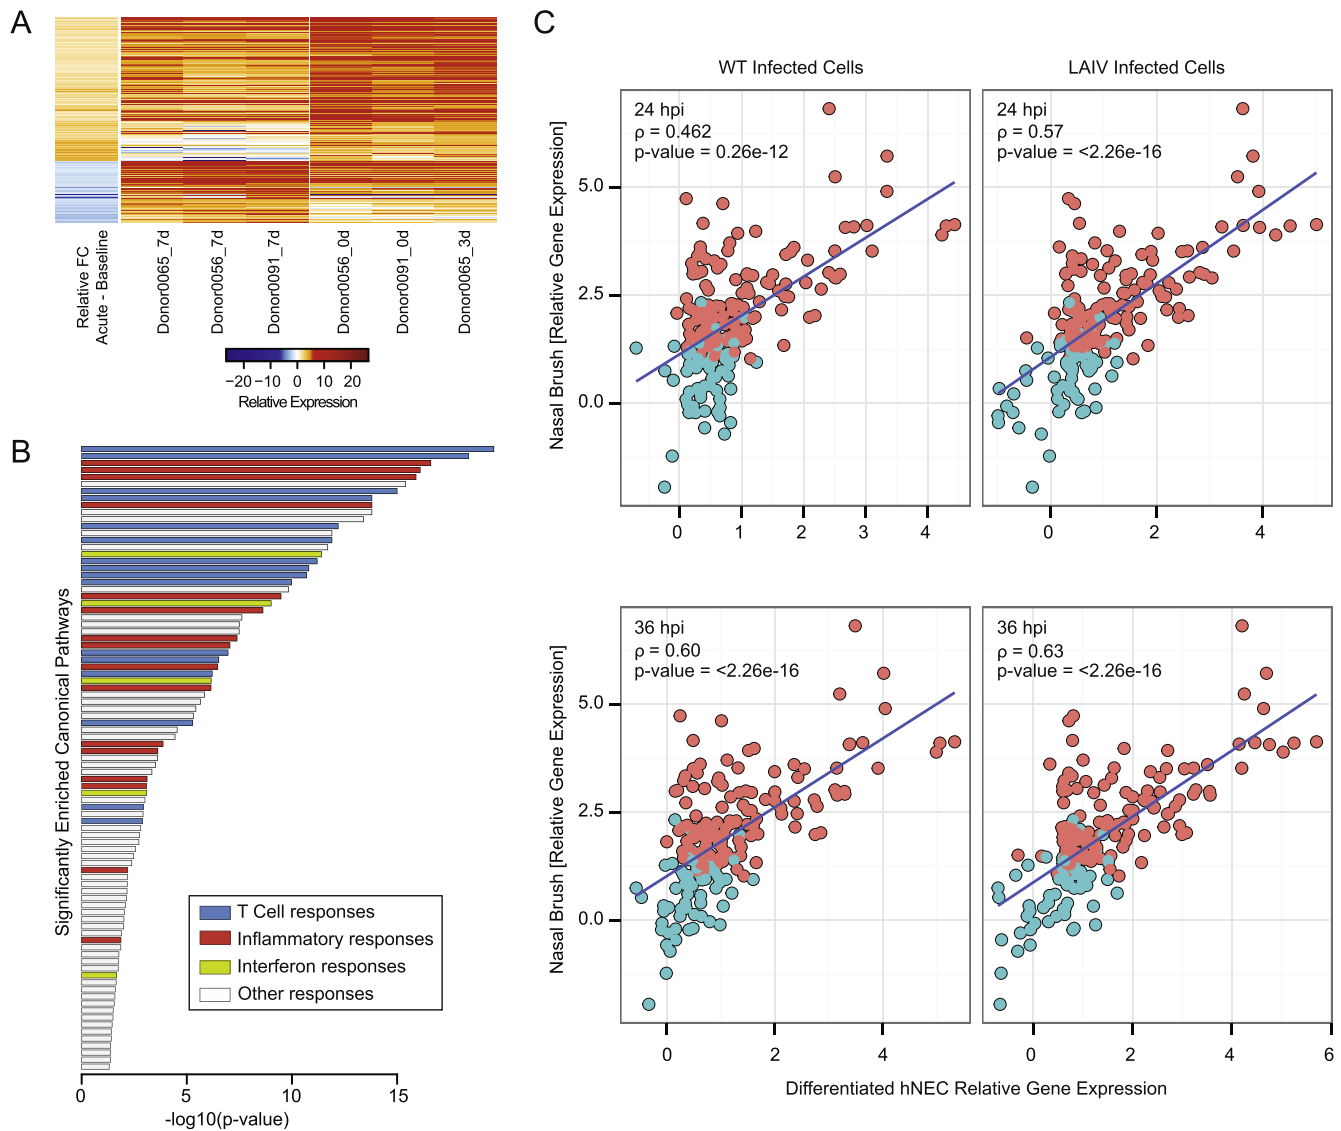 A
Relative FC
Acute - Baseline
Donor0065_7d
Donor0056_7d
Donor0091_7d
Donor0056_0d
Donor0091_0d
Donor0065_3d
−20 −10 0 10 20
Relative Expression
B
Significantly Enriched Canonical Pathways
T Cell responses
Inflammatory responses
Interferon responses
Other responses
0 5 10 15
-log10(p-value)
C
WT Infected Cells
LAIV Infected Cells
Nasal Brush [Relative Gene Expression]
5.0
2.5
0.0
24 hpi
ρ = 0.462
p-value = 0.26e-12
0 1 2 3 4
24 hpi
ρ = 0.57
p-value = <2.26e-16
0 2 4
Nasal Brush [Relative Gene Expression]
5.0
2.5
0.0
36 hpi
ρ = 0.60
p-value = <2.26e-16
0 2 4
36 hpi
ρ = 0.63
p-value = <2.26e-16
0 2 4 6
Differentiated hNEC Relative Gene Expression